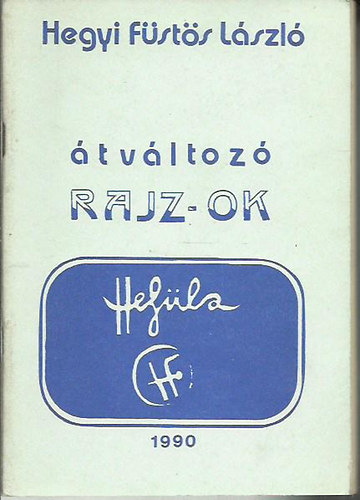 Hegyi Füstös László
átváltozó
RAJZ-OK
Hefüla
HF
1990